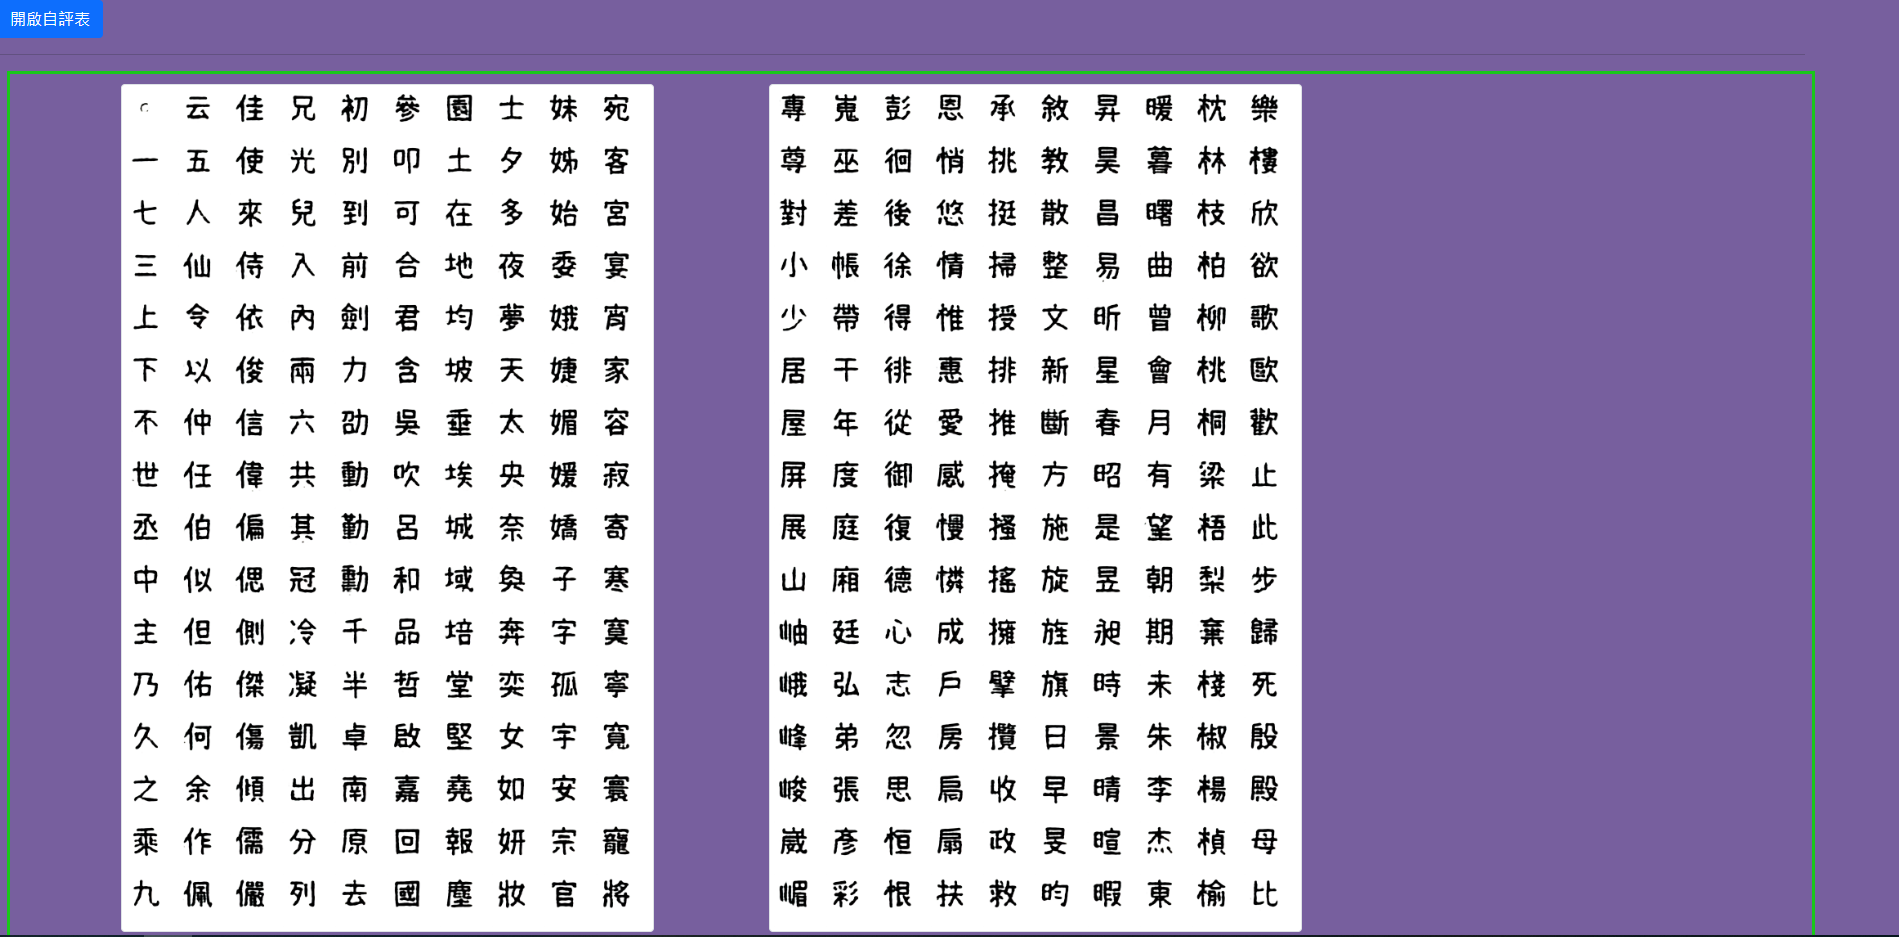 開啟自評表
。一七三上下不世丞中主乃久之乘九
云五人仙令以仲任伯似但佑何余作佩
佳使來侍依俊信偉偏偲側傑傷傾儒儼
兄光兒入內兩六共其冠冷凝凱出分列
初別到前劍力劭動勤勳千半卓南原去
參叩可合君含吳吹呂和品哲啟嘉回國
園土在地均坡垂埃城域培堂堅堯報塵
士夕多夜夢天太央奈奐奔奕女如妍妝
妹姊始委娥婕媚媛嬌子字孤宇安宗官
宛客宮宴宵家容寂寄寒寞寧寬寰寵將
專尊對小少居屋屏展山岫峨峰峻崴嵋
嵬巫差帳帶干年度庭廂廷弘弟張彥彩
彭徊後徐得徘從御復德心志忽思恆恨
恩悄悠情惟惠愛感慢憐成戶房扃扇扶
承挑挺掃授排推掩搔搖擁擘攬收政救
敘教散整文新斷方施旋旌旗日早旻昀
昇昊昌易昕星春昭是昱昶時景晴暄暇
暖暮曙曲曾會月有望朝期未朱李杰東
枕林枝柏柳桃桐梁梧梨棄棧椒楊楨榆
樂樓欣欲歌歐歡止此步歸死殷殿母比